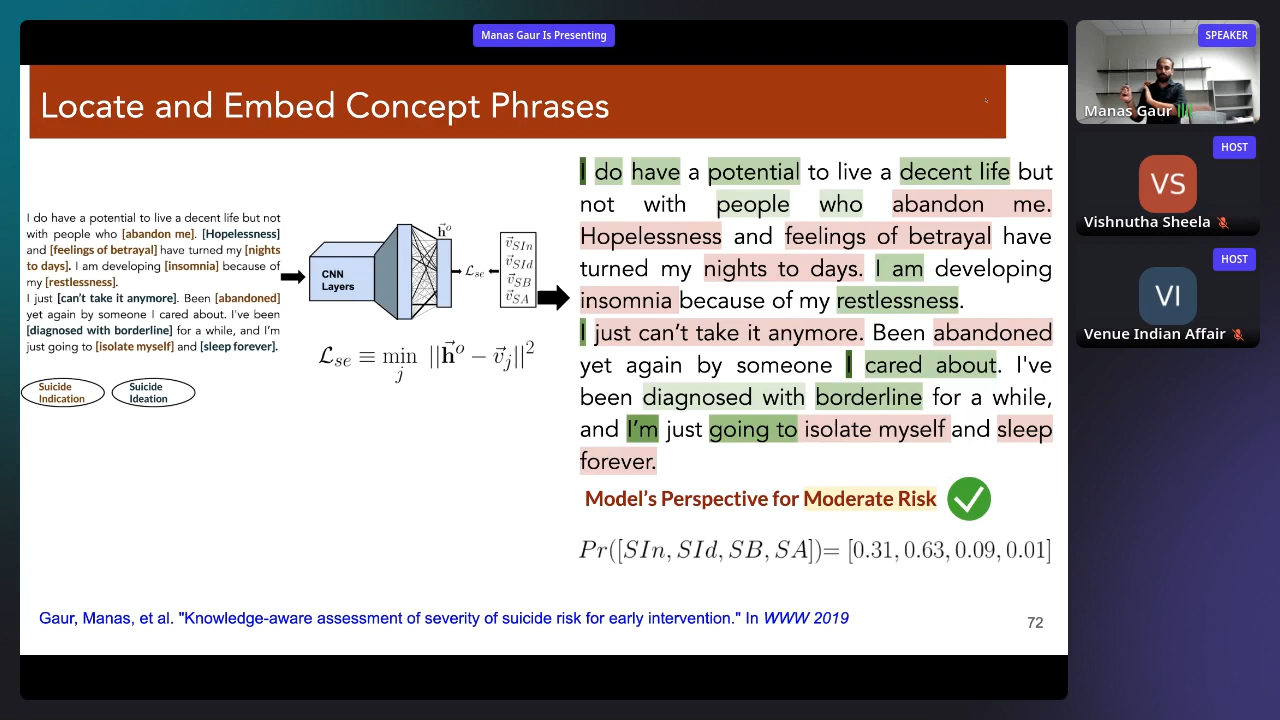 Manas Gaur Is Presenting
Locate and Embed Concept Phrases
I do have a potential to live a decent life but not
with people who [abandon me]. [Hopelessness]
and [feelings of betrayal] have turned my [nights
to days]. I am developing [insomnia] because of
my [restlessness].
I just [can't take it anymore]. Been [abandoned]
yet again by someone I cared about. I've been
[diagnosed with borderline] for a while, and I'm
just going to [isolate myself] and [sleep forever].
Suicide
Indication
Suicide
Ideation
CNN
Layers
h⃗ᵒ
ℒ_se
v⃗_SIn
v⃗_SId
v⃗_SB
v⃗_SA
ℒ_se ≡ min_j ||h⃗ᵒ − v⃗_j||²
I do have a potential to live a decent life but
not with people who abandon me.
Hopelessness and feelings of betrayal have
turned my nights to days. I am developing
insomnia because of my restlessness.
I just can't take it anymore. Been abandoned
yet again by someone I cared about. I've
been diagnosed with borderline for a while,
and I'm just going to isolate myself and sleep
forever.
Model's Perspective for Moderate Risk
Pr([SIn, SId, SB, SA])= [0.31, 0.63, 0.09, 0.01]
Gaur, Manas, et al. "Knowledge-aware assessment of severity of suicide risk for early intervention." In WWW 2019
72
SPEAKER
Manas Gaur
HOST
VS
Vishnutha Sheela
HOST
VI
Venue Indian Affair